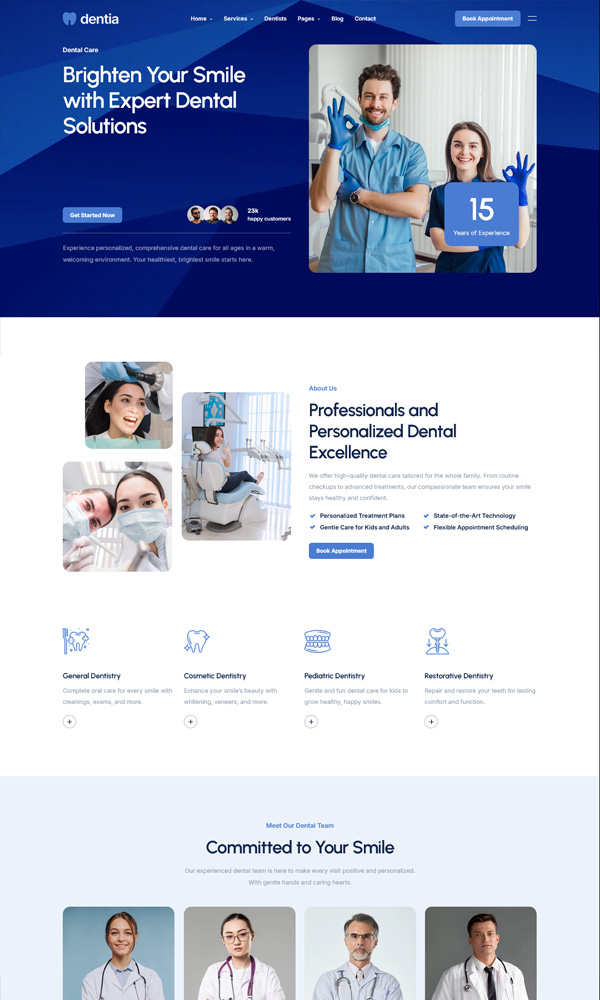 dentia
Home
Services
Dentists
Pages
Blog
Contact
Book Appointment
Dental Care
Brighten Your Smile
with Expert Dental
Solutions
Get Started Now
23k
happy customers
15
Years of Experience
Experience personalized, comprehensive dental care for all ages in a warm,
welcoming environment. Your healthiest, brightest smile starts here.
About Us
Professionals and
Personalized Dental
Excellence
We offer high-quality dental care tailored for the whole family. From routine
checkups to advanced treatments, our compassionate team ensures your smile
stays healthy and confident.
Personalized Treatment Plans
State-of-the-Art Technology
Gentle Care for Kids and Adults
Flexible Appointment Scheduling
Book Appointment
General Dentistry
Complete oral care for every smile with
cleanings, exams, and more.
Cosmetic Dentistry
Enhance your smile's beauty with
whitening, veneers, and more.
Pediatric Dentistry
Gentle and fun dental care for kids to
grow healthy, happy smiles.
Restorative Dentistry
Repair and restore your teeth for lasting
comfort and function.
Meet Our Dental Team
Committed to Your Smile
Our experienced dental team is here to make every visit positive and personalized.
With gentle hands and caring hearts.